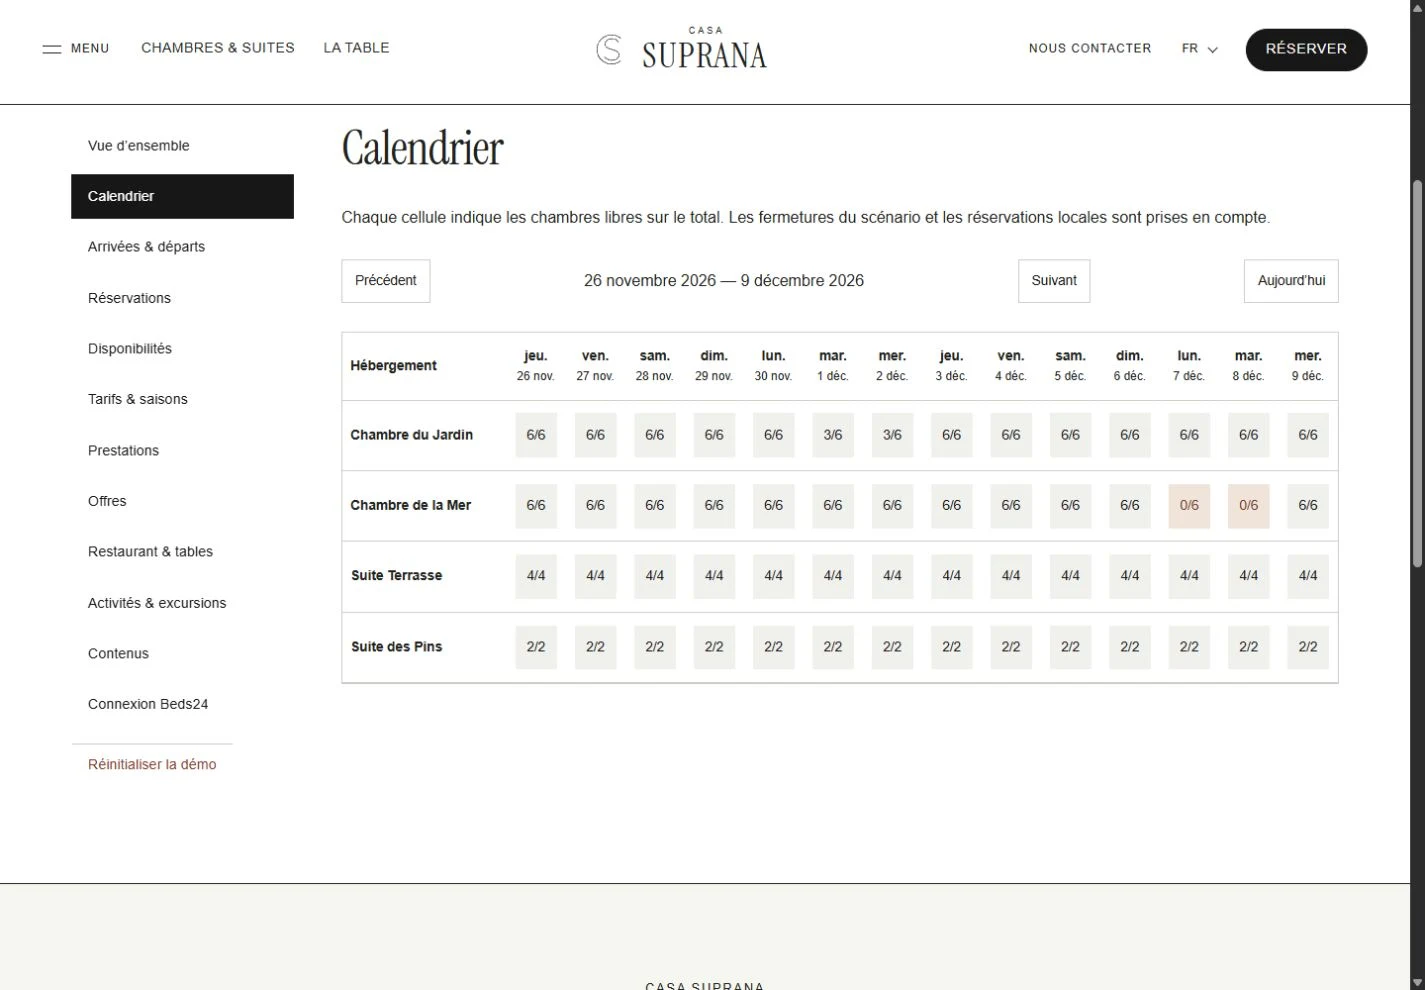 MENU CHAMBRES & SUITES LA TABLE
CASA
SUPRANA
NOUS CONTACTER FR RÉSERVER
Vue d'ensemble
Calendrier
Arrivées & départs
Réservations
Disponibilités
Tarifs & saisons
Prestations
Offres
Restaurant & tables
Activités & excursions
Contenus
Connexion Beds24
Réinitialiser la démo
Calendrier
Chaque cellule indique les chambres libres sur le total. Les fermetures du scénario et les réservations locales sont prises en compte.
Précédent 26 novembre 2026 — 9 décembre 2026 Suivant Aujourd'hui
Hébergement jeu. ven. sam. dim. lun. mar. mer. jeu. ven. sam. dim. lun. mar. mer.
26 nov. 27 nov. 28 nov. 29 nov. 30 nov. 1 déc. 2 déc. 3 déc. 4 déc. 5 déc. 6 déc. 7 déc. 8 déc. 9 déc.
Chambre du Jardin 6/6 6/6 6/6 6/6 6/6 3/6 3/6 6/6 6/6 6/6 6/6 6/6 6/6 6/6
Chambre de la Mer 6/6 6/6 6/6 6/6 6/6 6/6 6/6 6/6 6/6 6/6 6/6 0/6 0/6 6/6
Suite Terrasse 4/4 4/4 4/4 4/4 4/4 4/4 4/4 4/4 4/4 4/4 4/4 4/4 4/4 4/4
Suite des Pins 2/2 2/2 2/2 2/2 2/2 2/2 2/2 2/2 2/2 2/2 2/2 2/2 2/2 2/2
CASA SUPRANA